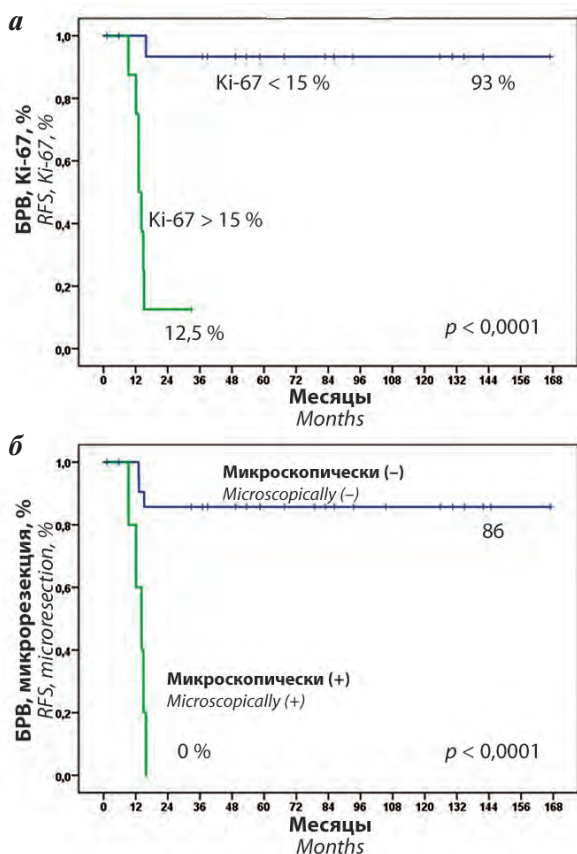 а
БРВ, Ki-67, %
RFS, Ki-67, %
1,0
0,8
0,6
0,4
0,2
0,0
Ki-67 < 15 %
93 %
Ki-67 > 15 %
12,5 %
p < 0,0001
0 12 24 36 48 60 72 84 96 108 120 132 144 156 168
Месяцы
Months
б
БРВ, микрорезекция, %
RFS, microresection, %
1,0
0,8
0,6
0,4
0,2
0,0
Микроскопически (–)
Microscopically (–)
86
Микроскопически (+)
Microscopically (+)
0 %
p < 0,0001
0 12 24 36 48 60 72 84 96 108 120 132 144 156 168
Месяцы
Months